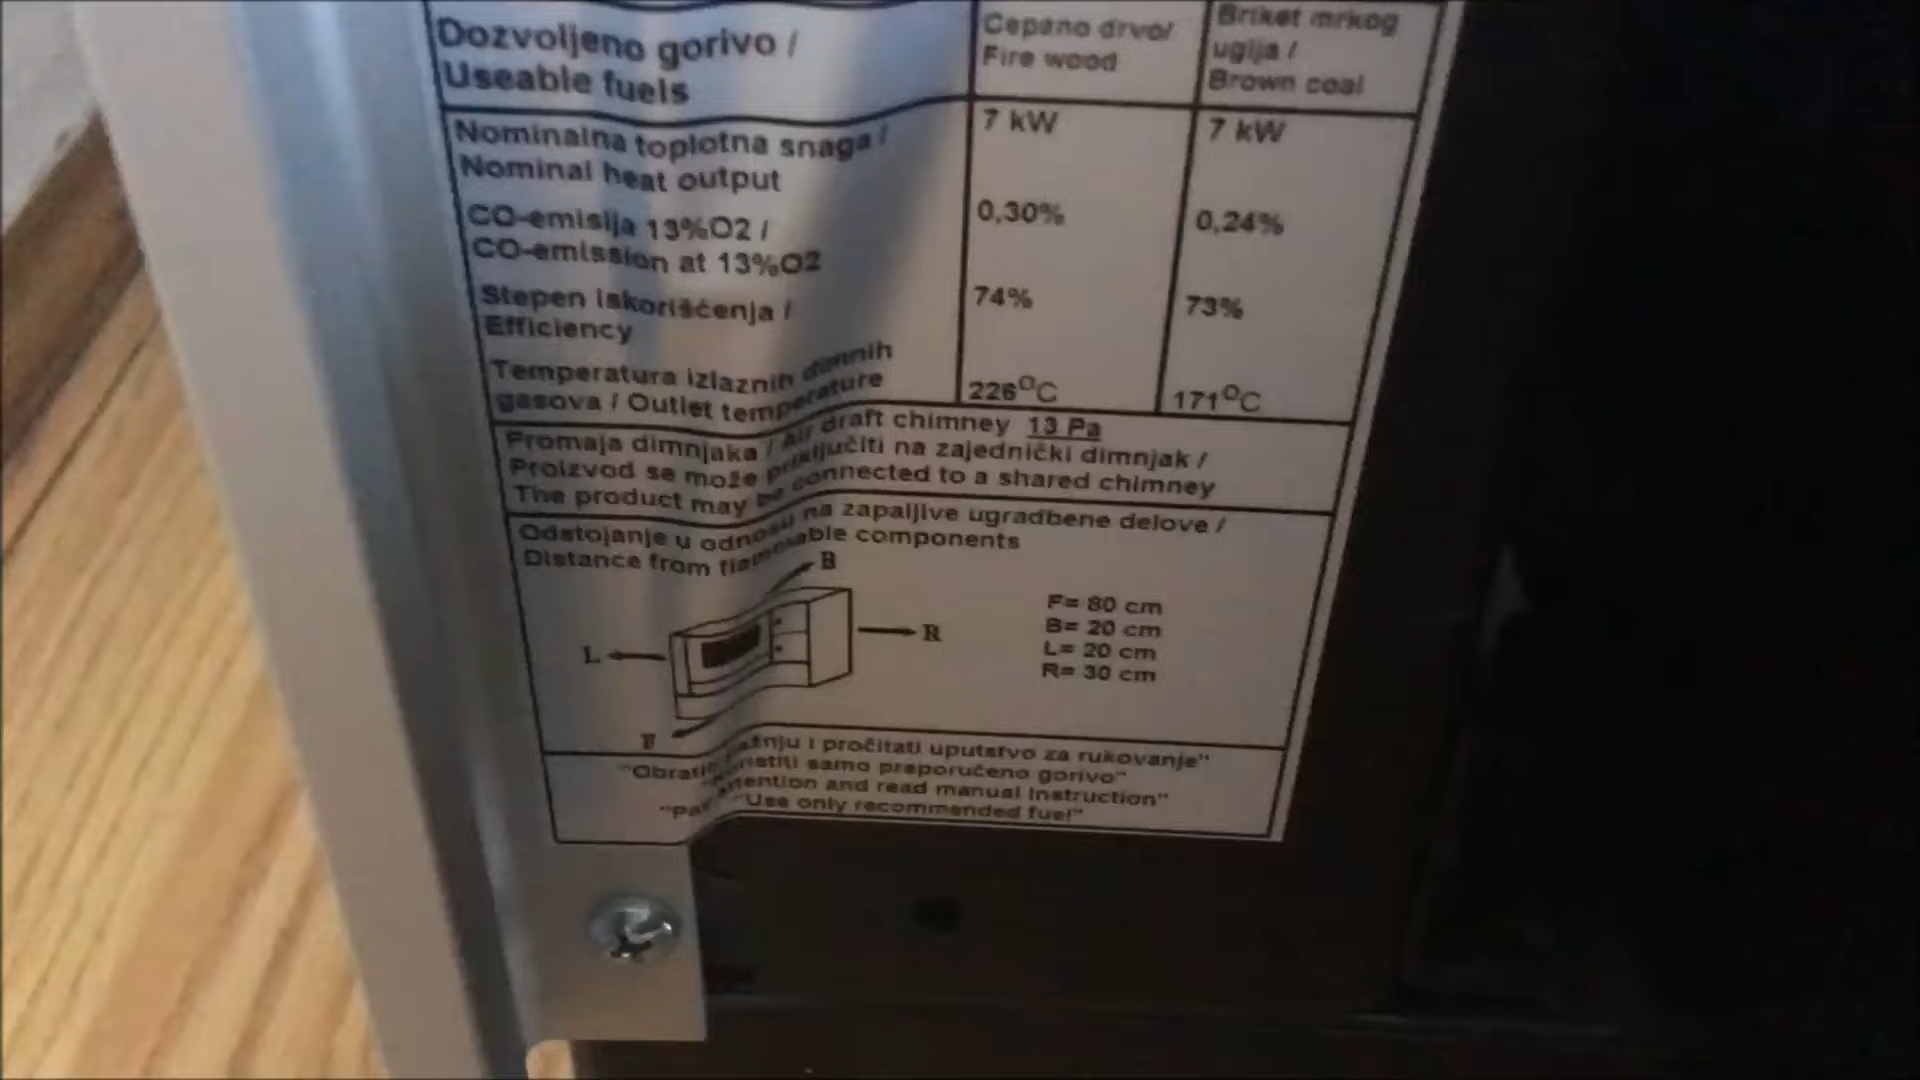 Dozvoljeno gorivo /
Useable fuels
Cepano drvo/
Fire wood
Briket mrkog
uglja /
Brown coal
Nominalna toplotna snaga /
Nominal heat output
7 kW
7 kW
CO-emisija 13%O2 /
CO-emission at 13%O2
0,30%
0,24%
Stepen iskorišćenja /
Efficiency
74%
73%
Temperatura izlaznih dimnih
gasova / Outlet temperature
226°C
171°C
Promaja dimnjaka / Air draft chimney 13 Pa
Proizvod se može priključiti na zajednički dimnjak /
The product may be connected to a shared chimney
Odstojanje u odnosu na zapaljive ugradbene delove /
Distance from flammable components
B
L
R
F
F= 80 cm
B= 20 cm
L= 20 cm
R= 30 cm
i pročitati uputstvo za rukovanje"
samo preporučeno gorivo"
and read manual instruction"
"Use only recommended fuel"